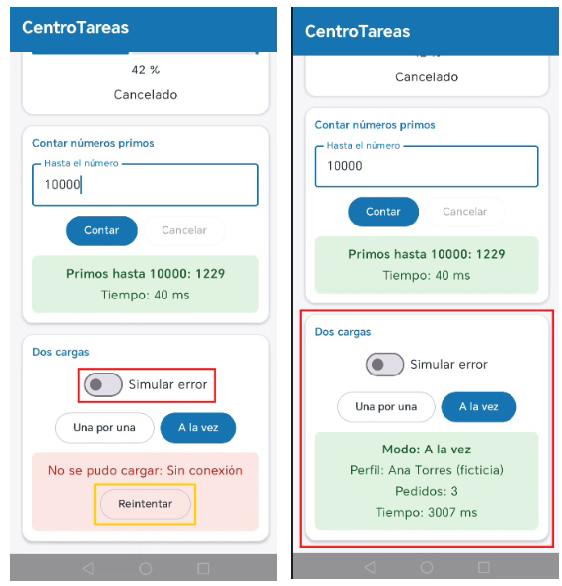 CentroTareas
42 %
Cancelado
Contar números primos
Hasta el número
10000
Contar
Cancelar
Primos hasta 10000: 1229
Tiempo: 40 ms
Dos cargas
Simular error
Una por una
A la vez
No se pudo cargar: Sin conexión
Reintentar
CentroTareas
Cancelado
Contar números primos
Hasta el número
10000
Contar
Cancelar
Primos hasta 10000: 1229
Tiempo: 40 ms
Dos cargas
Simular error
Una por una
A la vez
Modo: A la vez
Perfil: Ana Torres (ficticia)
Pedidos: 3
Tiempo: 3007 ms